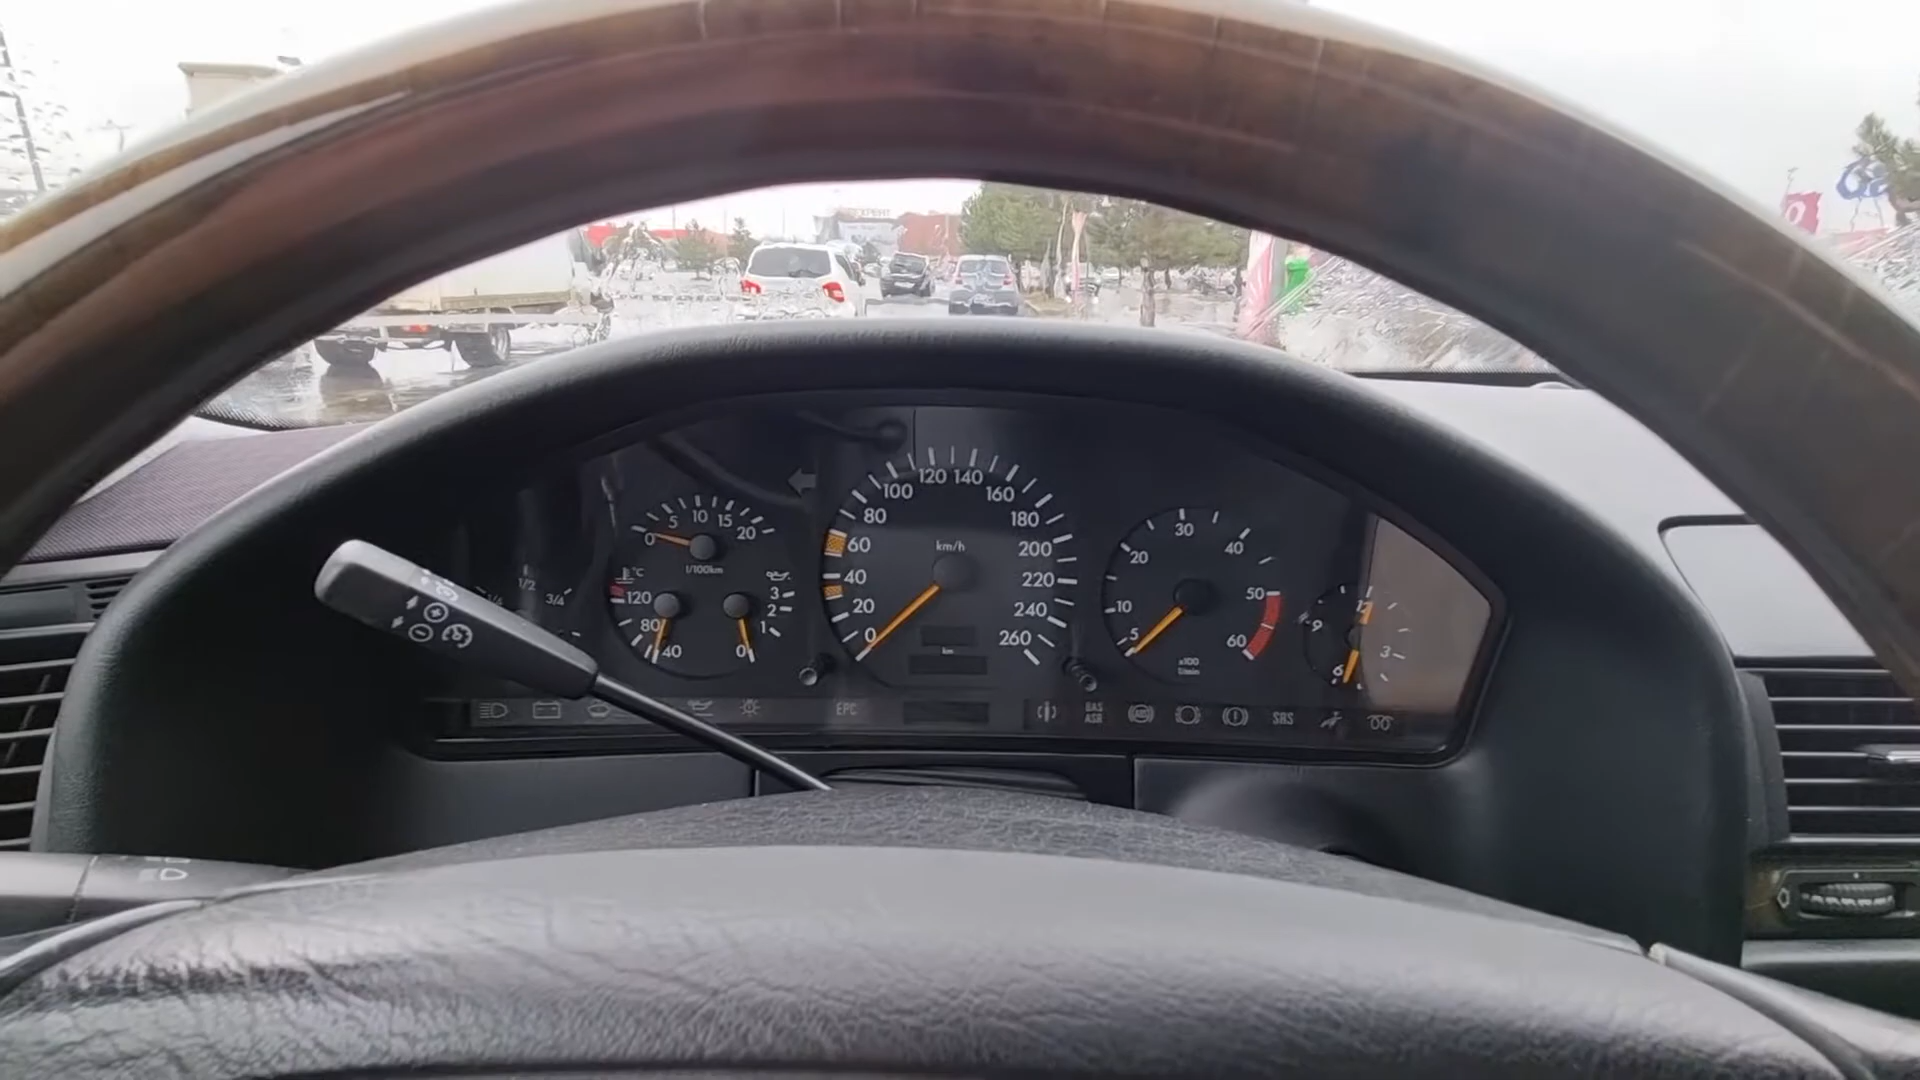 XPERT
5 10 15 20
0
l/100km
°C
120
80
40
3
2
1
0
1/2
3/4
0 20 40 60 80 100 120 140 160 180 200 220 240 260
km/h
km
5 10 20 30 40 50 60
x100
1/min
12
3
6
9
EPC
BAS
ASR
ABS
SRS